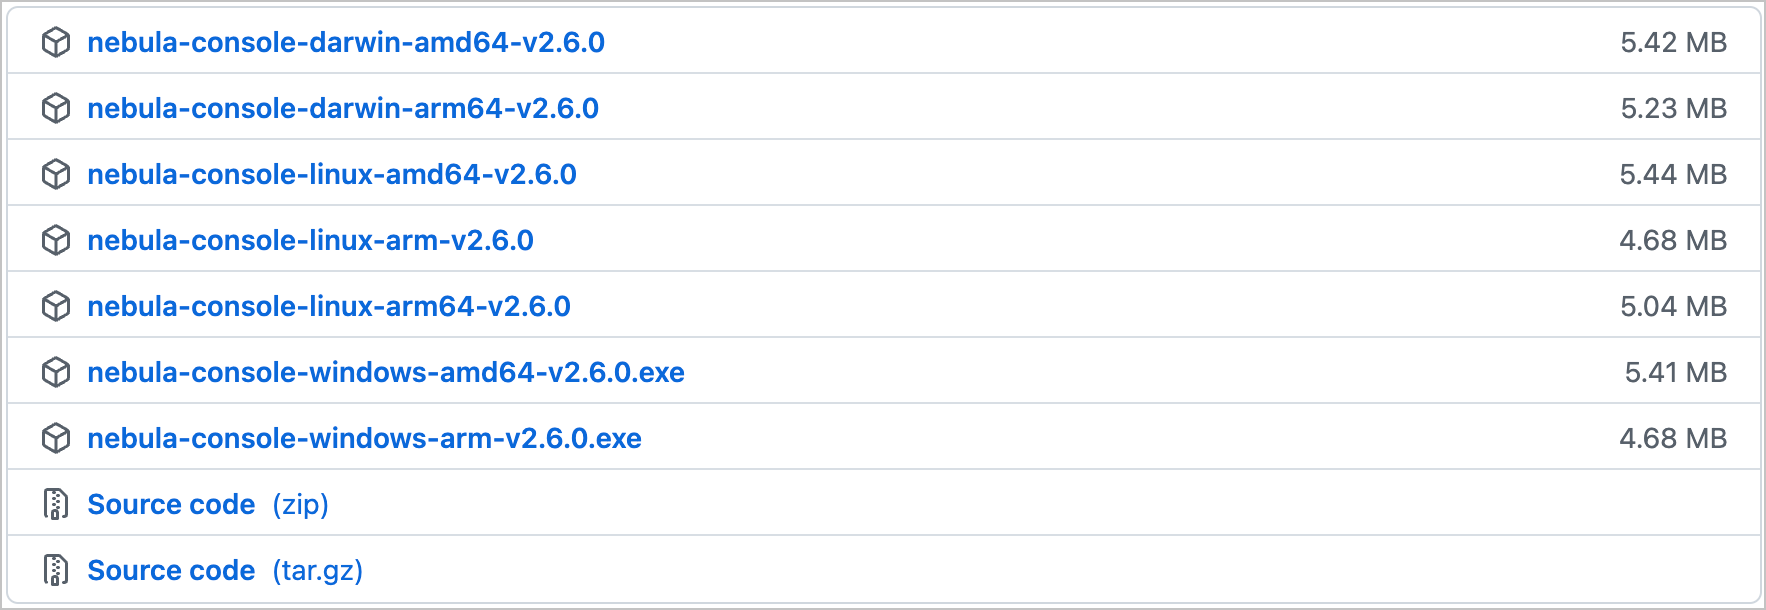 nebula-console-darwin-amd64-v2.6.0 5.42 MB
nebula-console-darwin-arm64-v2.6.0 5.23 MB
nebula-console-linux-amd64-v2.6.0 5.44 MB
nebula-console-linux-arm-v2.6.0 4.68 MB
nebula-console-linux-arm64-v2.6.0 5.04 MB
nebula-console-windows-amd64-v2.6.0.exe 5.41 MB
nebula-console-windows-arm-v2.6.0.exe 4.68 MB
Source code (zip)
Source code (tar.gz)